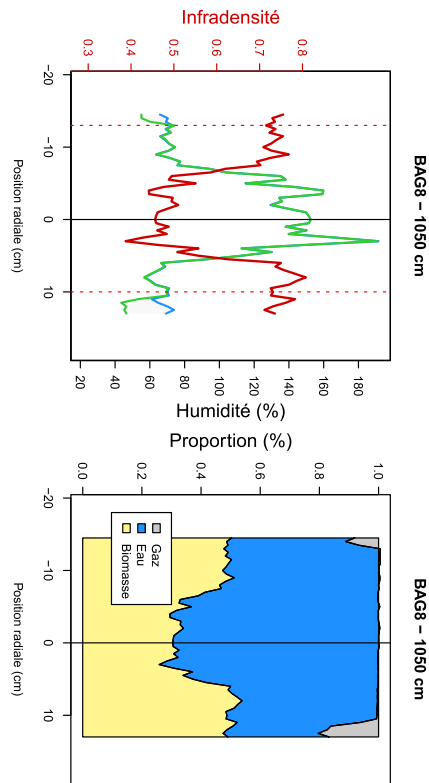 BAG8 − 1050 cm
Infradensité
0.3 0.4 0.5 0.6 0.7 0.8
−20 −10 0 10
Position radiale (cm)
20 40 60 80 100 120 140 160 180
Humidité (%)
BAG8 − 1050 cm
Proportion (%)
0.0 0.2 0.4 0.6 0.8 1.0
−20 −10 0 10
Position radiale (cm)
Gaz
Eau
Biomasse